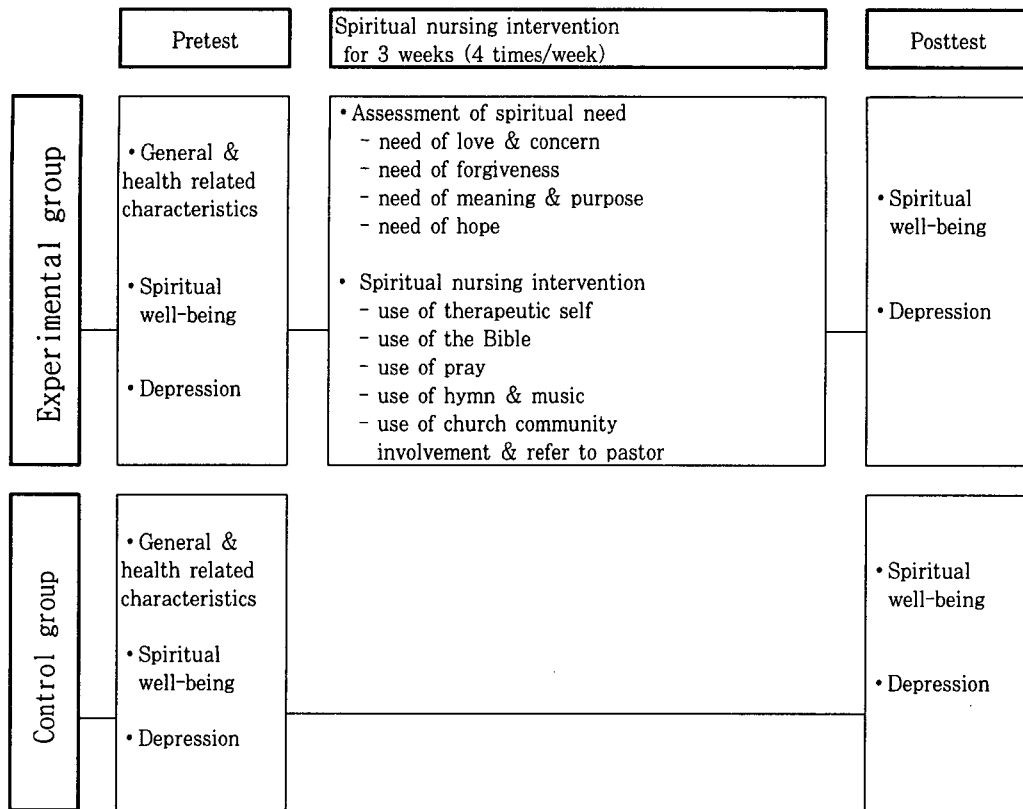 Pretest
Spiritual nursing intervention
for 3 weeks (4 times/week)
Posttest
Experimental group
• General &
health related
characteristics
• Spiritual
well-being
• Depression
• Assessment of spiritual need
- need of love & concern
- need of forgiveness
- need of meaning & purpose
- need of hope
• Spiritual nursing intervention
- use of therapeutic self
- use of the Bible
- use of pray
- use of hymn & music
- use of church community
involvement & refer to pastor
• Spiritual
well-being
• Depression
Control group
• General &
health related
characteristics
• Spiritual
well-being
• Depression
• Spiritual
well-being
• Depression